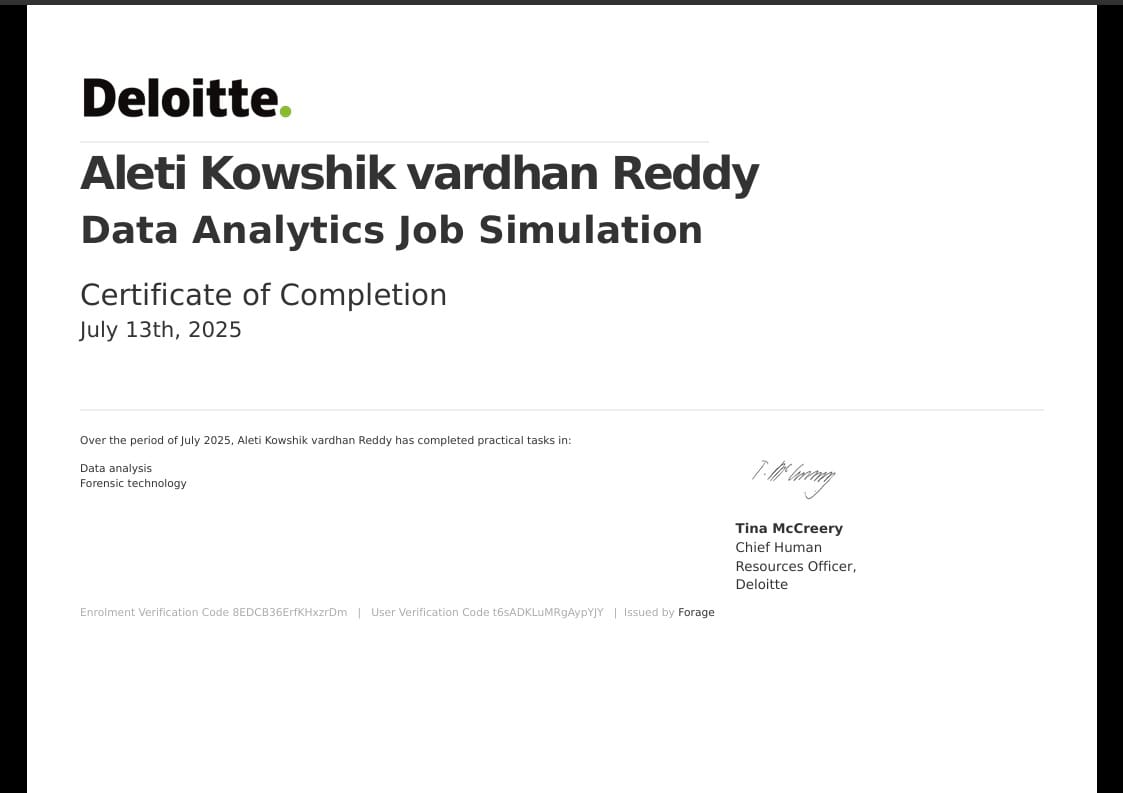 Deloitte.
Aleti Kowshik vardhan Reddy
Data Analytics Job Simulation
Certificate of Completion
July 13th, 2025
Over the period of July 2025, Aleti Kowshik vardhan Reddy has completed practical tasks in:
Data analysis
Forensic technology
T. McCreery
Tina McCreery
Chief Human
Resources Officer,
Deloitte
Enrolment Verification Code 8EDCB36ErfKHxzrDm | User Verification Code t6sADKLuMRgAypYJY | Issued by Forage